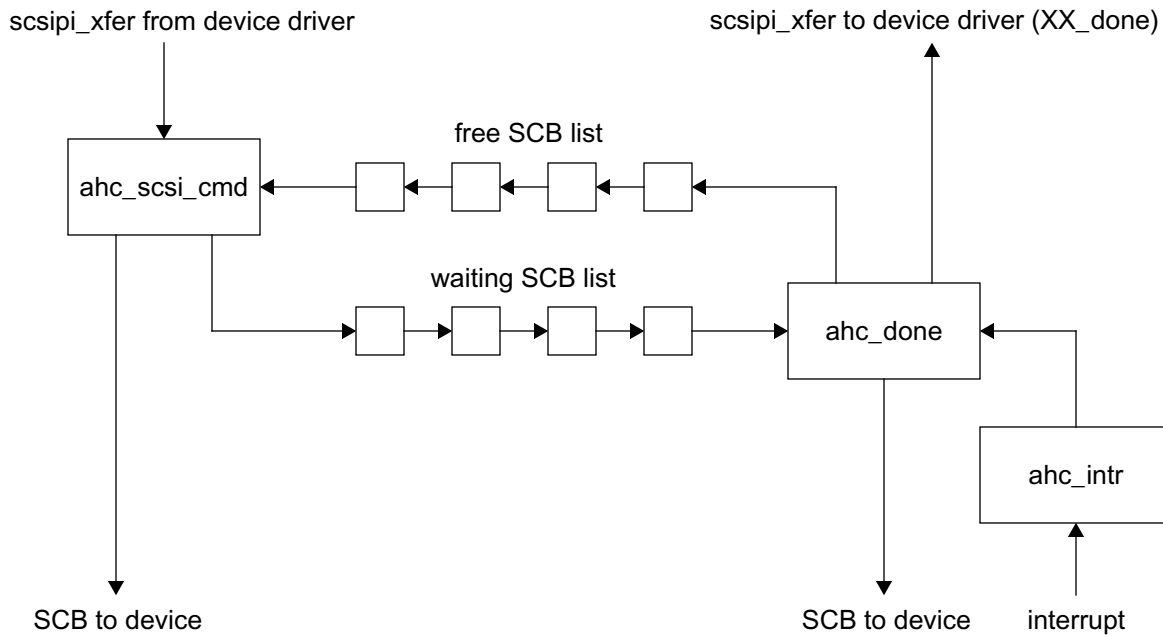 scsipi_xfer from device driver
scsipi_xfer to device driver (XX_done)
free SCB list
ahc_scsi_cmd
waiting SCB list
ahc_done
ahc_intr
SCB to device
SCB to device
interrupt